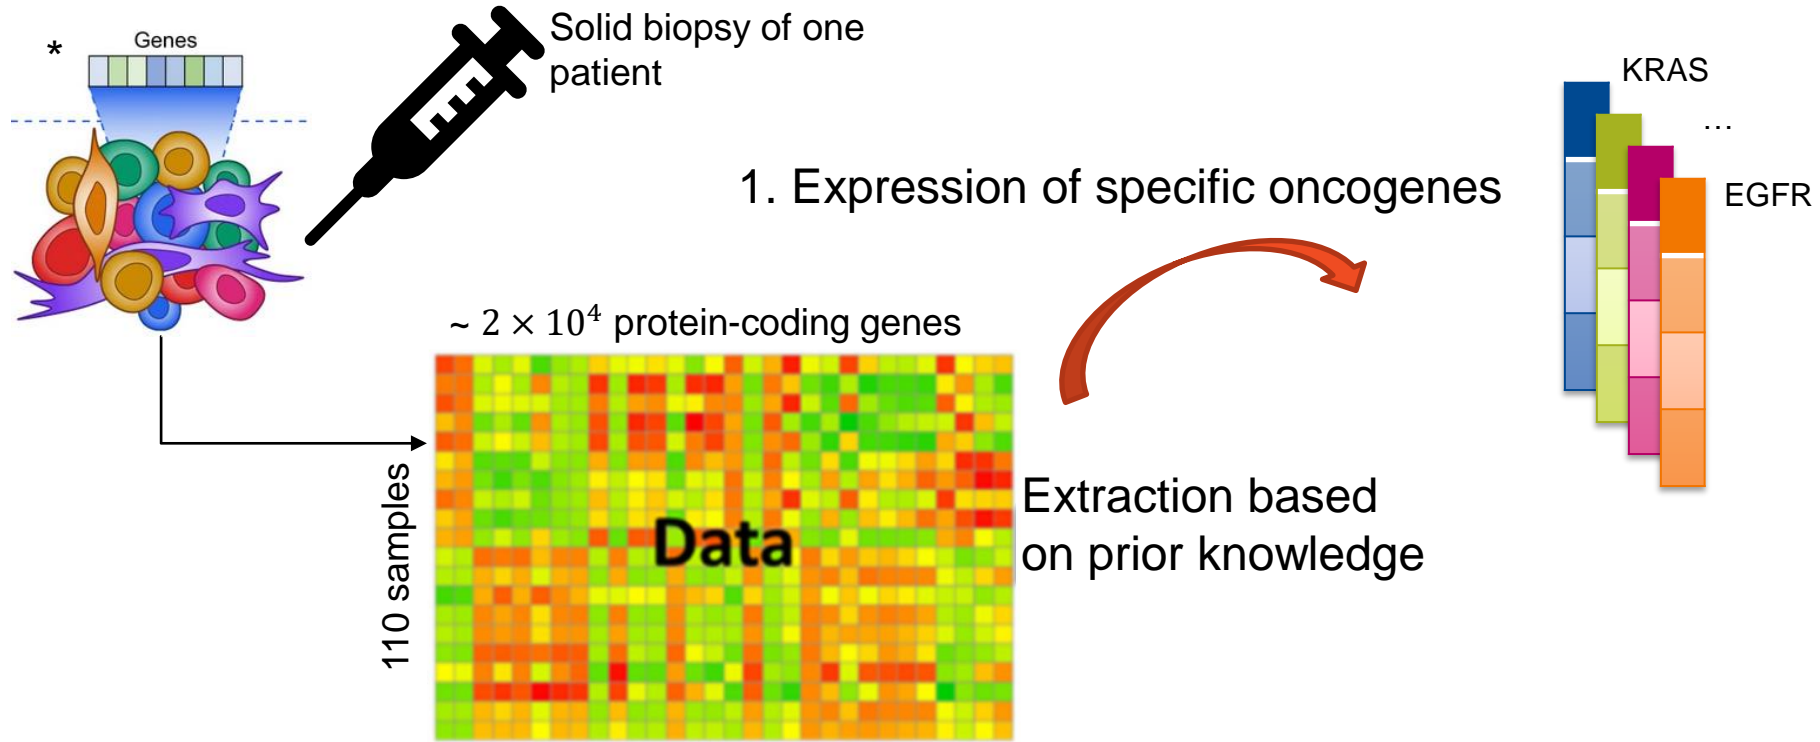 *
Genes
Solid biopsy of one
patient
KRAS
...
EGFR
1. Expression of specific oncogenes
~ 2 × 10⁴ protein-coding genes
110 samples
Data
Extraction based
on prior knowledge